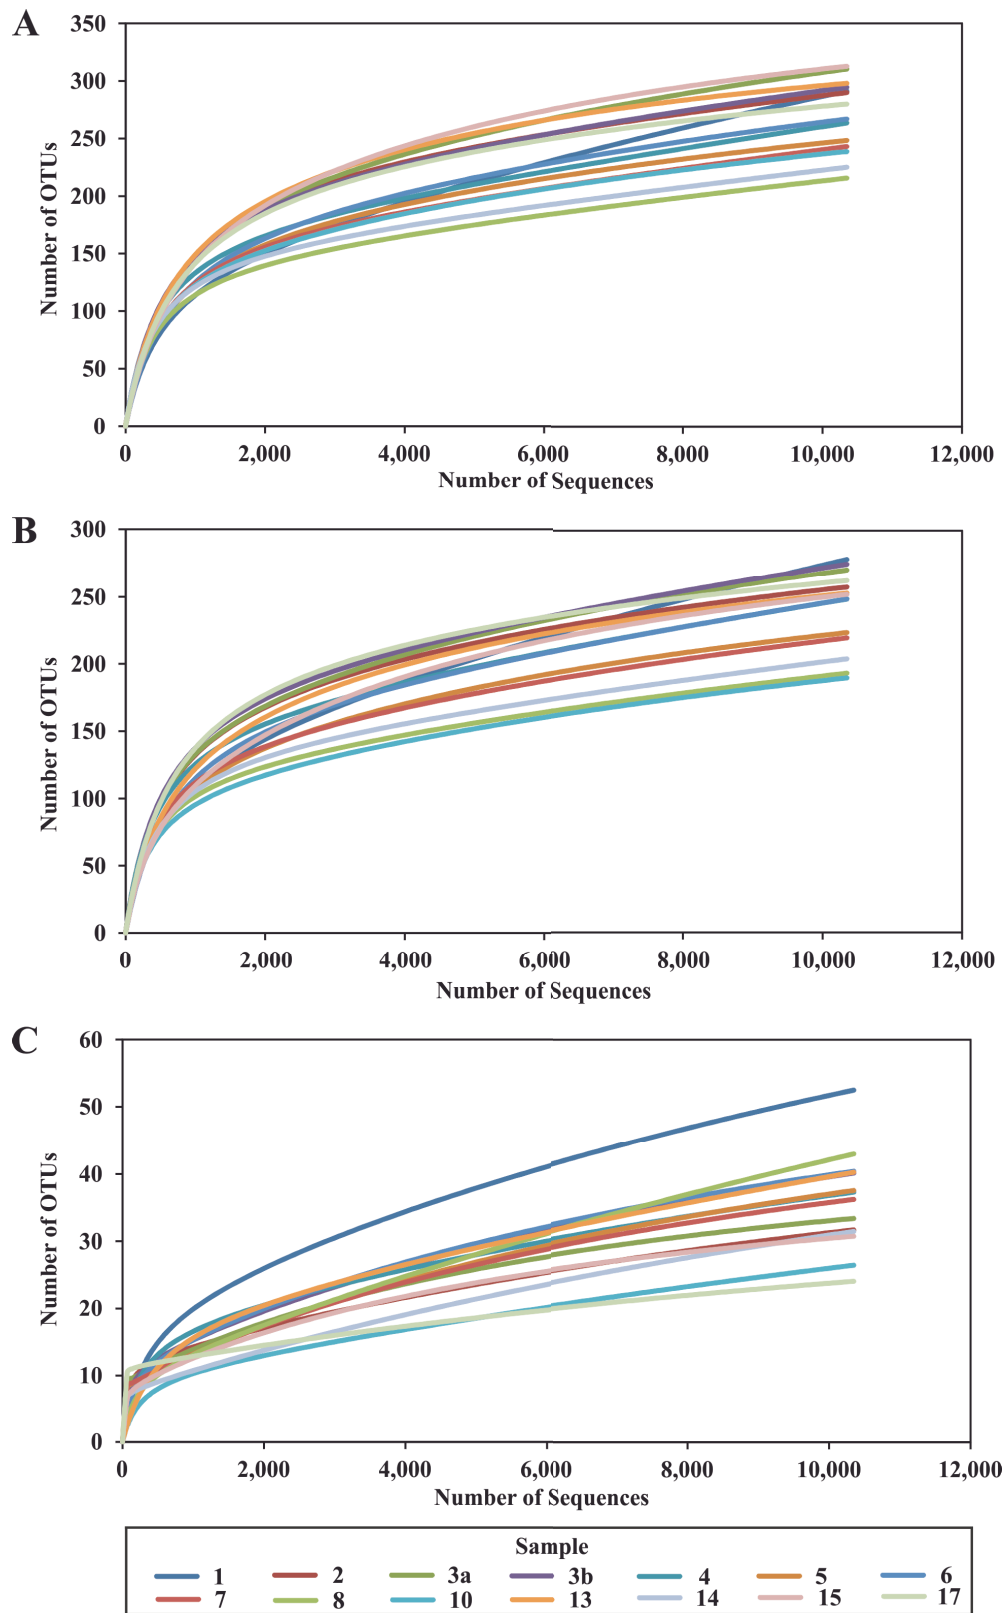 A
350
300
250
200
150
100
50
0
Number of OTUs
0 2,000 4,000 6,000 8,000 10,000 12,000
Number of Sequences
B
300
250
200
150
100
50
0
Number of OTUs
0 2,000 4,000 6,000 8,000 10,000 12,000
Number of Sequences
C
60
50
40
30
20
10
0
Number of OTUs
0 2,000 4,000 6,000 8,000 10,000 12,000
Number of Sequences
Sample
1 2 3a 3b 4 5 6
7 8 10 13 14 15 17